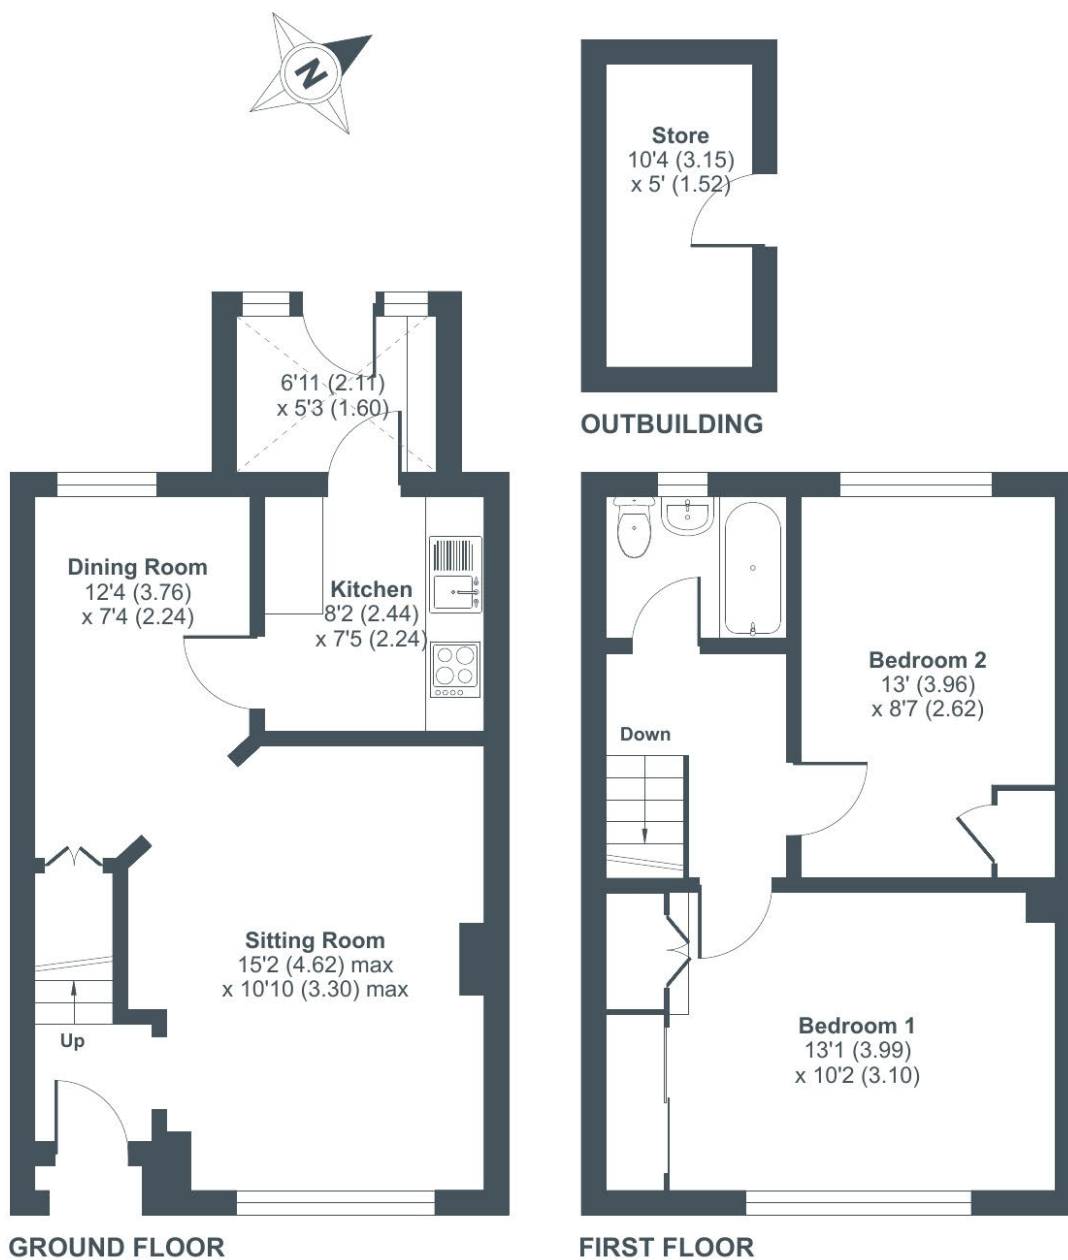 N
Store
10'4 (3.15)
x 5' (1.52)
OUTBUILDING
6'11 (2.11)
x 5'3 (1.60)
Dining Room
12'4 (3.76)
x 7'4 (2.24)
Kitchen
8'2 (2.44)
x 7'5 (2.24)
Sitting Room
15'2 (4.62) max
x 10'10 (3.30) max
Up
GROUND FLOOR
Bedroom 2
13' (3.96)
x 8'7 (2.62)
Down
Bedroom 1
13'1 (3.99)
x 10'2 (3.10)
FIRST FLOOR